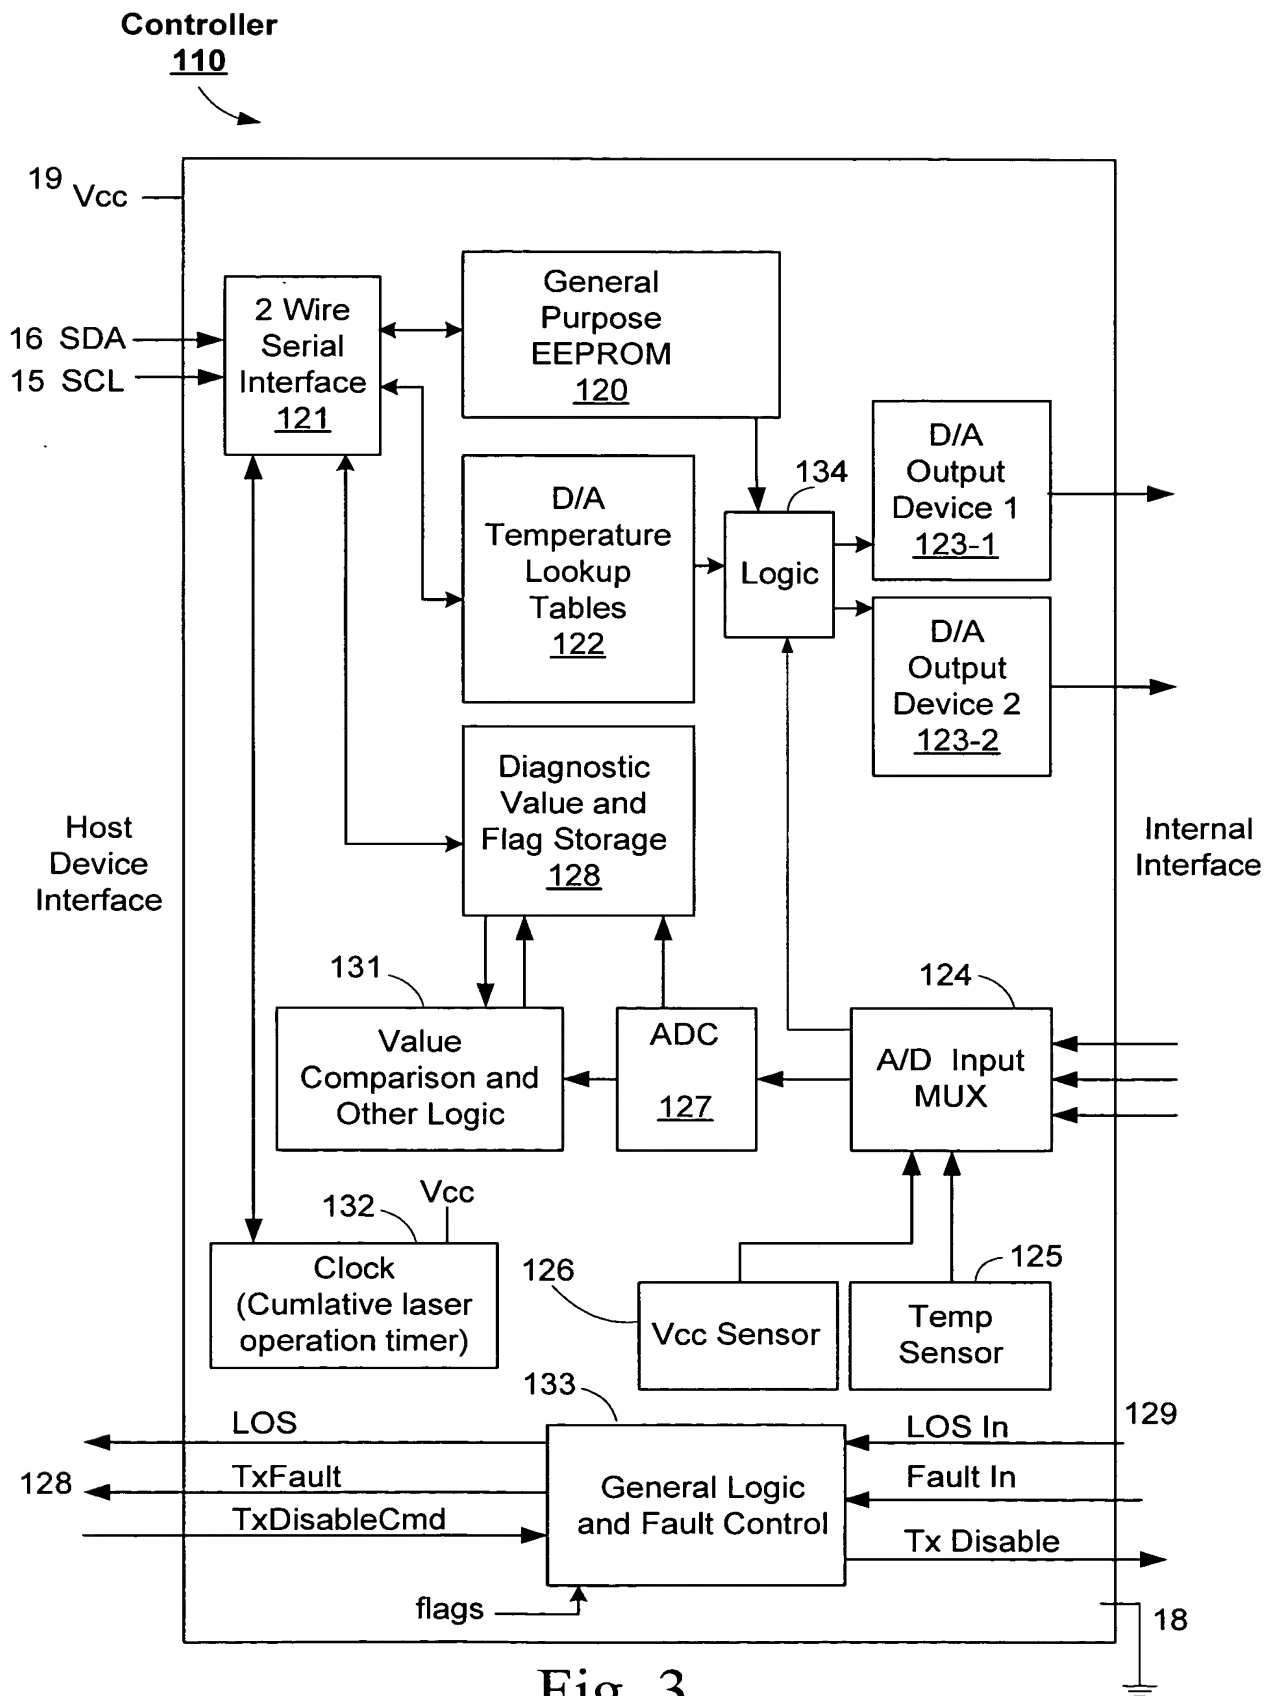 Controller
110
19 Vcc
16 SDA
15 SCL
2 Wire
Serial
Interface
121
General
Purpose
EEPROM
120
D/A
Temperature
Lookup
Tables
122
134
Logic
D/A
Output
Device 1
123-1
D/A
Output
Device 2
123-2
Diagnostic
Value and
Flag Storage
128
Host
Device
Interface
Internal
Interface
131
Value
Comparison and
Other Logic
ADC
127
124
A/D Input
MUX
132
Vcc
Clock
(Cumlative laser
operation timer)
126
Vcc Sensor
125
Temp
Sensor
133
General Logic
and Fault Control
LOS
128
TxFault
TxDisableCmd
flags
LOS In
129
Fault In
Tx Disable
18
Fig. 3